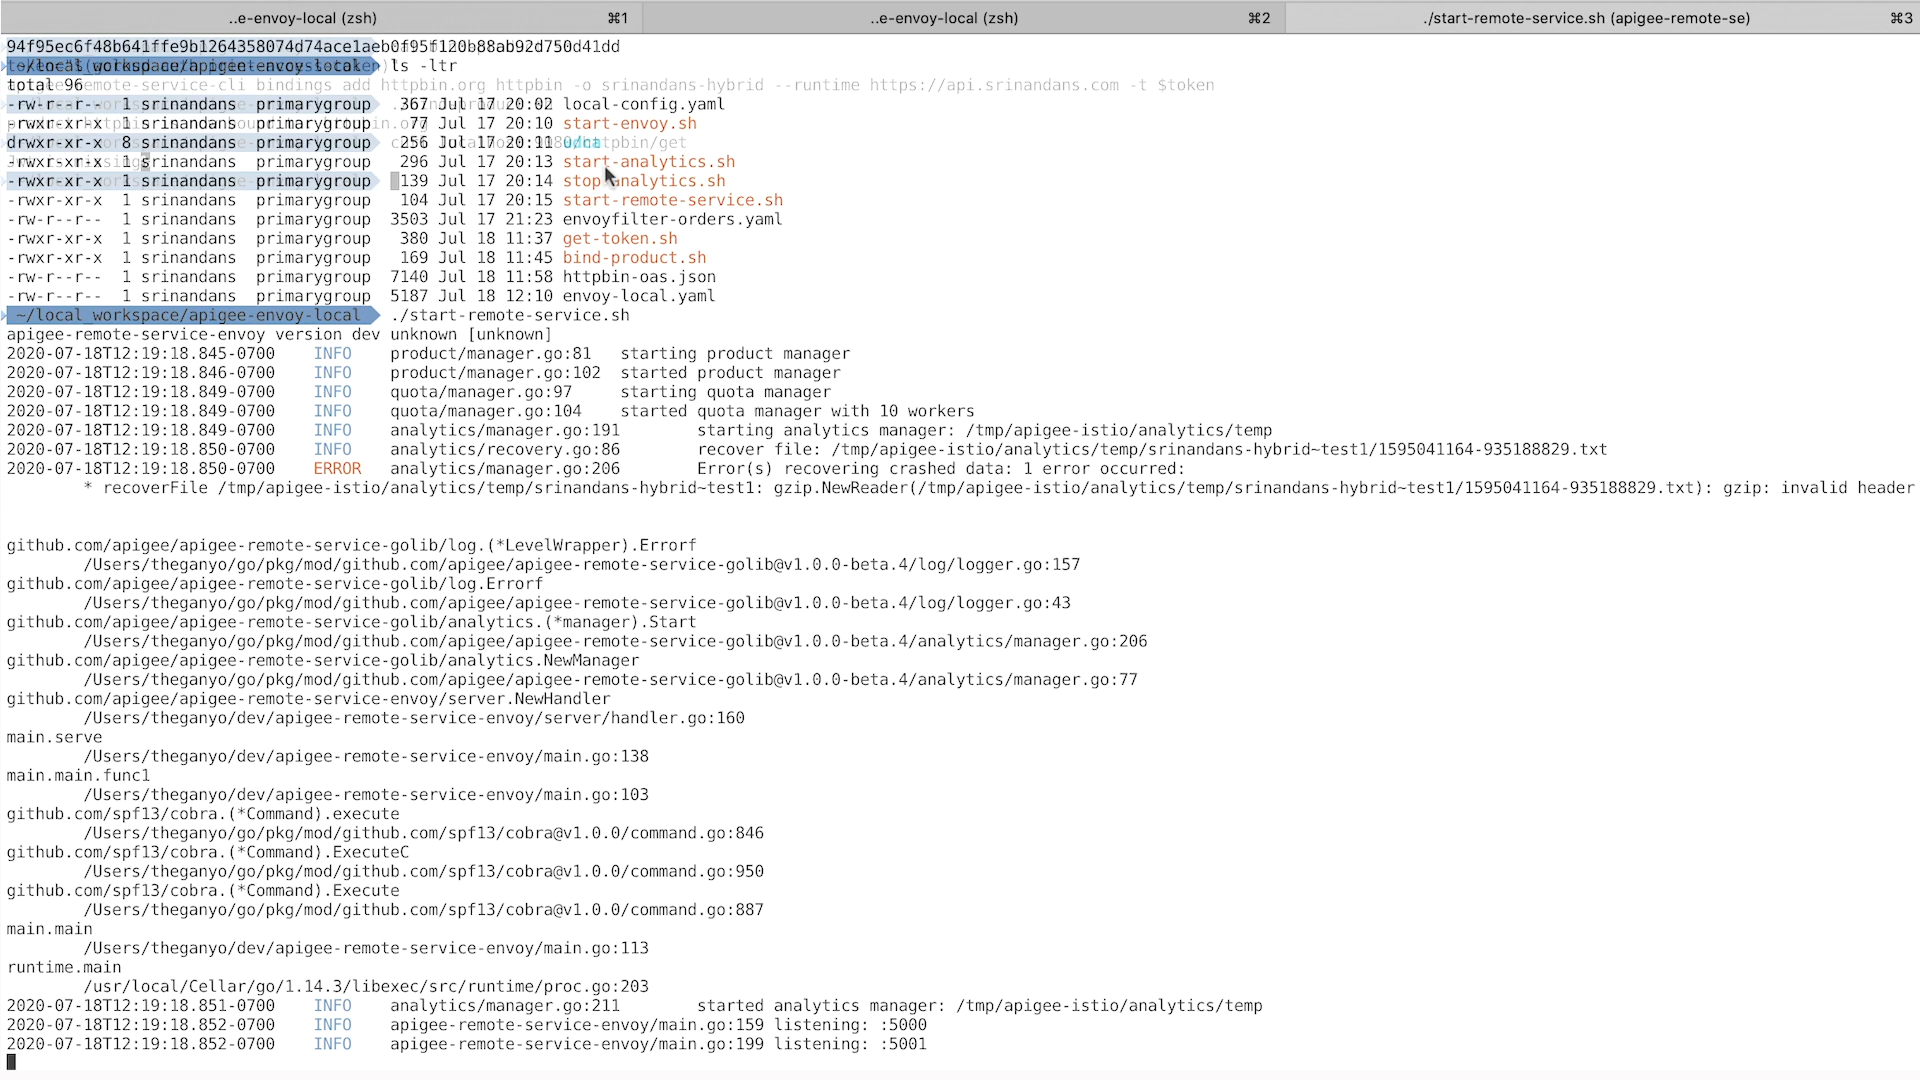 ..e-envoy-local (zsh) ⌘1 ..e-envoy-local (zsh) ⌘2 ./start-remote-service.sh (apigee-remote-se) ⌘3
94f95ec6f48b641ffe9b1264358074d74ace1aeb0f95f120b88ab92d750d41dd
~/local_workspace/apigee-envoy-local ls -ltr
total 96
apigee-remote-service-cli bindings add httpbin.org httpbin -o srinandans-hybrid --runtime https://api.srinandans.com -t $token
-rw-r--r-- 1 srinandans primarygroup 367 Jul 17 20:02 local-config.yaml
-rwxr-xr-x 1 srinandans primarygroup 77 Jul 17 20:10 start-envoy.sh
drwxr-xr-x 8 srinandans primarygroup 256 Jul 17 20:11
-rwxr-xr-x 1 srinandans primarygroup 296 Jul 17 20:13 start-analytics.sh
-rwxr-xr-x 1 srinandans primarygroup 139 Jul 17 20:14 stop-analytics.sh
-rwxr-xr-x 1 srinandans primarygroup 104 Jul 17 20:15 start-remote-service.sh
-rw-r--r-- 1 srinandans primarygroup 3503 Jul 17 21:23 envoyfilter-orders.yaml
-rwxr-xr-x 1 srinandans primarygroup 380 Jul 18 11:37 get-token.sh
-rwxr-xr-x 1 srinandans primarygroup 169 Jul 18 11:45 bind-product.sh
-rw-r--r-- 1 srinandans primarygroup 7140 Jul 18 11:58 httpbin-oas.json
-rw-r--r-- 1 srinandans primarygroup 5187 Jul 18 12:10 envoy-local.yaml
~/local_workspace/apigee-envoy-local ./start-remote-service.sh
apigee-remote-service-envoy version dev unknown [unknown]
2020-07-18T12:19:18.845-0700 INFO product/manager.go:81 starting product manager
2020-07-18T12:19:18.846-0700 INFO product/manager.go:102 started product manager
2020-07-18T12:19:18.849-0700 INFO quota/manager.go:97 starting quota manager
2020-07-18T12:19:18.849-0700 INFO quota/manager.go:104 started quota manager with 10 workers
2020-07-18T12:19:18.849-0700 INFO analytics/manager.go:191 starting analytics manager: /tmp/apigee-istio/analytics/temp
2020-07-18T12:19:18.850-0700 INFO analytics/recovery.go:86 recover file: /tmp/apigee-istio/analytics/temp/srinandans-hybrid~test1/1595041164-935188829.txt
2020-07-18T12:19:18.850-0700 ERROR analytics/manager.go:206 Error(s) recovering crashed data: 1 error occurred:
* recoverFile /tmp/apigee-istio/analytics/temp/srinandans-hybrid~test1: gzip.NewReader(/tmp/apigee-istio/analytics/temp/srinandans-hybrid~test1/1595041164-935188829.txt): gzip: invalid header
github.com/apigee/apigee-remote-service-golib/log.(*LevelWrapper).Errorf
/Users/theganyo/go/pkg/mod/github.com/apigee/apigee-remote-service-golib@v1.0.0-beta.4/log/logger.go:157
github.com/apigee/apigee-remote-service-golib/log.Errorf
/Users/theganyo/go/pkg/mod/github.com/apigee/apigee-remote-service-golib@v1.0.0-beta.4/log/logger.go:43
github.com/apigee/apigee-remote-service-golib/analytics.(*manager).Start
/Users/theganyo/go/pkg/mod/github.com/apigee/apigee-remote-service-golib@v1.0.0-beta.4/analytics/manager.go:206
github.com/apigee/apigee-remote-service-golib/analytics.NewManager
/Users/theganyo/go/pkg/mod/github.com/apigee/apigee-remote-service-golib@v1.0.0-beta.4/analytics/manager.go:77
github.com/apigee/apigee-remote-service-envoy/server.NewHandler
/Users/theganyo/dev/apigee-remote-service-envoy/server/handler.go:160
main.serve
/Users/theganyo/dev/apigee-remote-service-envoy/main.go:138
main.main.func1
/Users/theganyo/dev/apigee-remote-service-envoy/main.go:103
github.com/spf13/cobra.(*Command).execute
/Users/theganyo/go/pkg/mod/github.com/spf13/cobra@v1.0.0/command.go:846
github.com/spf13/cobra.(*Command).ExecuteC
/Users/theganyo/go/pkg/mod/github.com/spf13/cobra@v1.0.0/command.go:950
github.com/spf13/cobra.(*Command).Execute
/Users/theganyo/go/pkg/mod/github.com/spf13/cobra@v1.0.0/command.go:887
main.main
/Users/theganyo/dev/apigee-remote-service-envoy/main.go:113
runtime.main
/usr/local/Cellar/go/1.14.3/libexec/src/runtime/proc.go:203
2020-07-18T12:19:18.851-0700 INFO analytics/manager.go:211 started analytics manager: /tmp/apigee-istio/analytics/temp
2020-07-18T12:19:18.852-0700 INFO apigee-remote-service-envoy/main.go:159 listening: :5000
2020-07-18T12:19:18.852-0700 INFO apigee-remote-service-envoy/main.go:199 listening: :5001